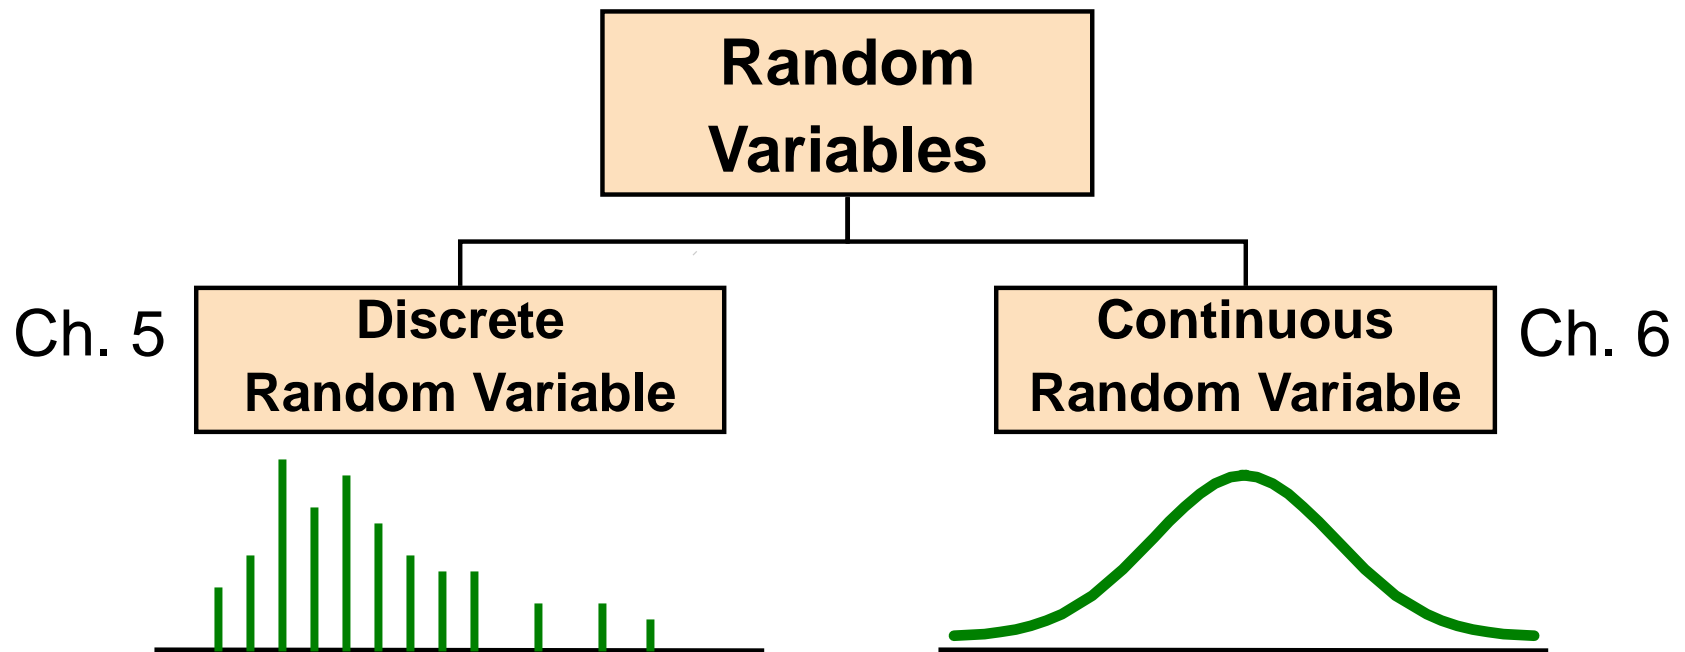 Random
Variables
Ch. 5
Discrete
Random Variable
Continuous
Random Variable
Ch. 6